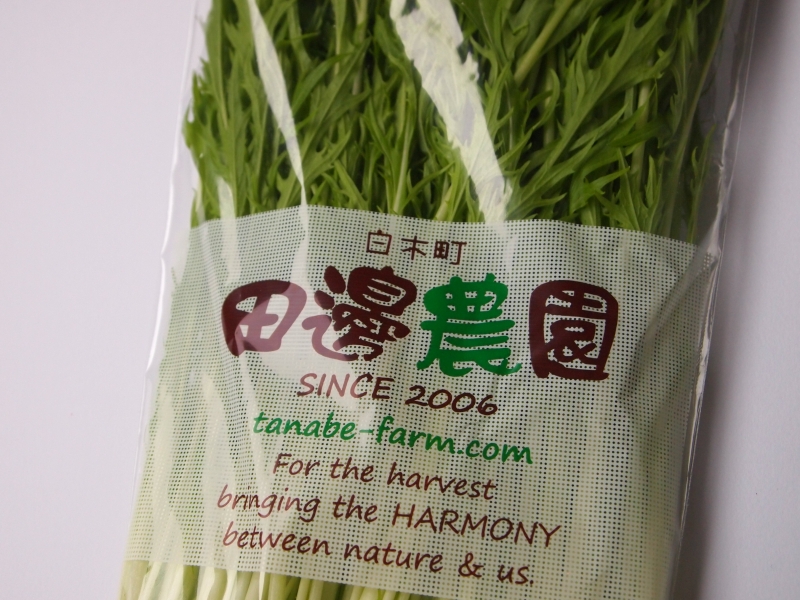 白木町
田邊農園
SINCE 2006
tanabe-farm.com
For the harvest
bringing the HARMONY
between nature & us.